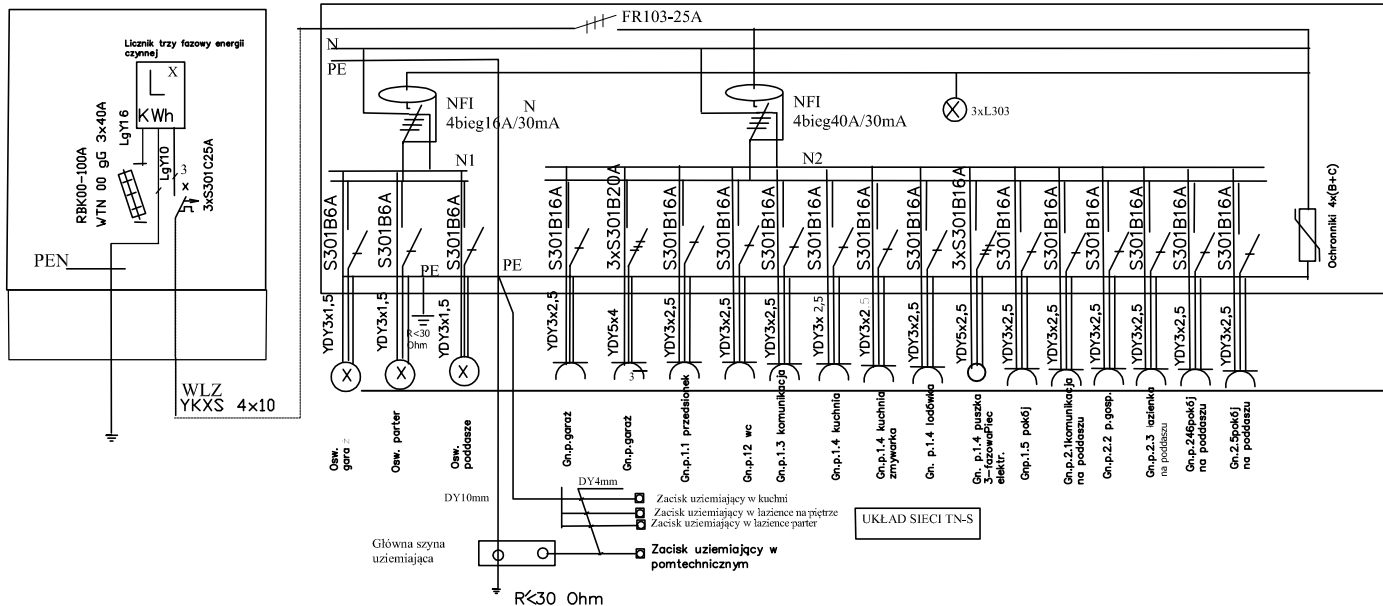 Licznik trzy fazowy energii
czynnej
X
KWh
LgY16
RBK00-100A
WTN 00 gG 3x40A
LgY10
3
x
3xS301C25A
PEN
WLZ
YKXS 4x10
FR103-25A
N
PE
NFI
4bieg16A/30mA
N
NFI
4bieg40A/30mA
3xL303
N1
N2
S301B6A
S301B6A
S301B6A
S301B16A
3xS301B20A
S301B16A
S301B16A
S301B16A
S301B16A
S301B16A
S301B16A
3xS301B16A
S301B16A
S301B16A
S301B16A
S301B16A
S301B16A
S301B16A
Ochronniki 4x(B+C)
PE
PE
R<30
Ohm
YDY3x1,5
YDY3x1,5
YDY3x1,5
YDY3x2,5
YDY5x4
YDY3x2,5
YDY3x2,5
YDY3x2,5
YDY3x 2,5
YDY3x2,5
YDY3x2,5
YDY5x2,5
YDY3x2,5
YDY3x2,5
YDY3x2,5
YDY3x2,5
YDY3x2,5
YDY3x2,5
X
X
X
3
Osw.
gara z
Osw. parter
Osw.
poddasze
Gn.p.garaż
Gn.p.garaż
Gn.p.1.1 przedsionek
Gn.p.12 wc
Gn.p.1.3 komunikacja
Gn.p.1.4 kuchnia
Gn.p.1.4 kuchnia
zmywarka
Gn. p.1.4 lodówka
Gn. p.1.4 puszka
3-fazowaPiec
elektr.
Gnp.1.5 pokój
Gn.p.2.1komunikacja
na poddaszu
Gn.p.2.2 p.gosp.
Gn.p.2.3 łazienka
na poddaszu
Gn.p.246pokój
na poddaszu
Gn.2.5pokój
na poddaszu
DY10mm
DY4mm
Zacisk uziemiający w kuchni
Zacisk uziemiający w łazience na piętrze
Zacisk uziemiający w łazience parter
UKŁAD SIECI TN-S
Główna szyna
uziemiająca
Zacisk uziemiający w
pomtechnicznym
R<30 Ohm